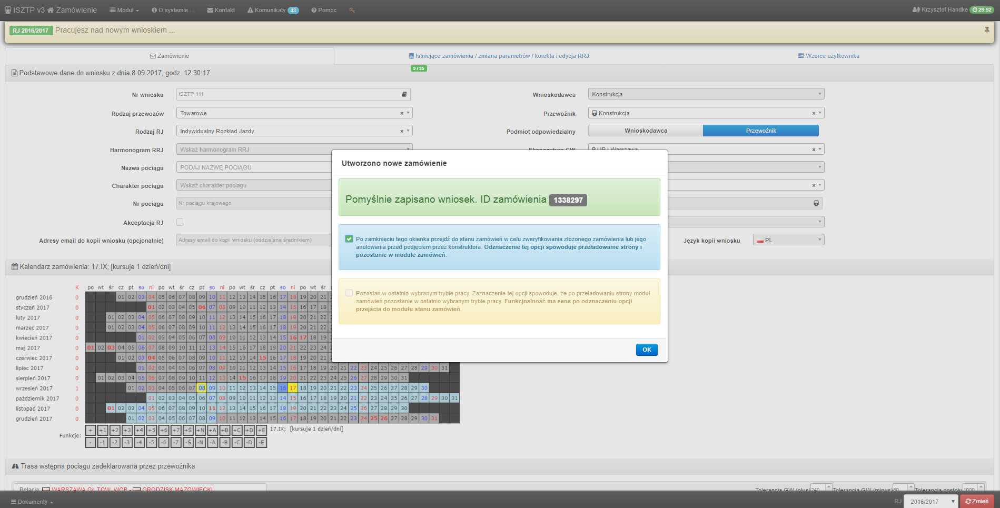 ISZTP v3 Zamówienie Moduł O systemie ... Kontakt Komunikaty 43 Pomoc Krzysztof Handke 29:52
RJ 2016/2017 Pracujesz nad nowym wnioskiem ...
Zamówienie Istniejące zamówienia / zmiana parametrów / korekta i edycja RRJ Wzorce użytkownika
9 / 25
Podstawowe dane do wniosku z dnia 8.09.2017, godz. 12:30:17
Nr wniosku ISZTP 111 Wnioskodawca Konstrukcja
Rodzaj przewozów Towarowe × Przewoźnik Konstrukcja ×
Rodzaj RJ Indywidualny Rozkład Jazdy × Podmiot odpowiedzialny Wnioskodawca Przewoźnik
Harmonogram RRJ Wskaż harmonogram RRJ ×
Nazwa pociągu PODAJ NAZWĘ POCIĄGU
Charakter pociągu Wskaż charakter pociagu ×
Nr pociągu Nr pociągu krajowego
Akceptacja RJ
Adresy email do kopii wniosku (opcjonalnie) Adresy email do kopii wniosku (oddzielane średnikiem) Język kopii wniosku PL
Utworzono nowe zamówienie
Pomyślnie zapisano wniosek. ID zamówienia 1338297
Po zamknięciu tego okienka przejdź do stanu zamówień w celu zweryfikowania złożonego zamówienia lub jego
anulowania przed podjęciem przez konstruktora. Odznaczenie tej opcji spowoduje przeładowanie strony i
pozostanie w module zamówień.
Pozostań w ostatnio wybranym trybie pracy. Zaznaczenie tej opcji spowoduje, że po przeładowaniu strony moduł
zamówień pozostanie w ostatnio wybranym trybie pracy. Funkcjnalność ma sens po odznaczeniu opcji
przejścia do modułu stanu zamówień.
OK
Kalendarz zamówienia: 17.IX; [kursuje 1 dzień/dni]
K po wt śr cz pt so ni po wt śr cz pt so ni po wt śr cz pt so ni po wt śr
grudzień 2016 0 01 02 03 04 05 06 07 08 09 10 11 12 13 14 15 16 17 18 19 20 21
styczeń 2017 0 01 02 03 04 05 06 07 08 09 10 11 12 13 14 15 16 17 18
luty 2017 0 01 02 03 04 05 06 07 08 09 10 11 12 13 14 15 16 17 18 19 20 21 22
marzec 2017 0 01 02 03 04 05 06 07 08 09 10 11 12 13 14 15 16 17 18 19 20 21 22
kwiecień 2017 0 01 02 03 04 05 06 07 08 09 10 11 12 13 14 15 16 17 18 19
maj 2017 0 01 02 03 04 05 06 07 08 09 10 11 12 13 14 15 16 17 18 19 20 21 22 23 24
czerwiec 2017 0 01 02 03 04 05 06 07 08 09 10 11 12 13 14 15 16 17 18 19 20 21
lipiec 2017 0 01 02 03 04 05 06 07 08 09 10 11 12 13 14 15 16 17 18 19 20 21 22 23 24 25 26 27 28 29 30 31
sierpień 2017 0 01 02 03 04 05 06 07 08 09 10 11 12 13 14 15 16 17 18 19 20 21 22 23 24 25 26 27 28 29 30 31
wrzesień 2017 1 01 02 03 04 05 06 07 08 09 10 11 12 13 14 15 16 17 18 19 20 21 22 23 24 25 26 27 28 29 30
październik 2017 0 01 02 03 04 05 06 07 08 09 10 11 12 13 14 15 16 17 18 19 20 21 22 23 24 25 26 27 28 29 30 31
listopad 2017 0 01 02 03 04 05 06 07 08 09 10 11 12 13 14 15 16 17 18 19 20 21 22 23 24 25 26 27 28 29 30
grudzień 2017 0 01 02 03 04 05 06 07 08 09 10 11 12 13 14 15 16 17 18 19 20 21 22 23 24 25 26 27 28 29 30 31
Funkcje: + +1 +2 +3 +4 +5 +6 +7 +Ś +N +A +B +C +D +E 17.IX; [kursuje 1 dzień/dni]
- -1 -2 -3 -4 -5 -6 -7 -Ś -N -A -B -C -D -E
Trasa wstępna pociągu zadeklarowana przez przewoźnika
Relacja: WARSZAWA GŁ. TOW. WOB - GRODZISK MAZOWIECKI Tolerancja GW (plus) 240 Tolerancja GW (minus) 60 Tolerancja postoju 1000
Dokumenty RJ 2016/2017 Zmień